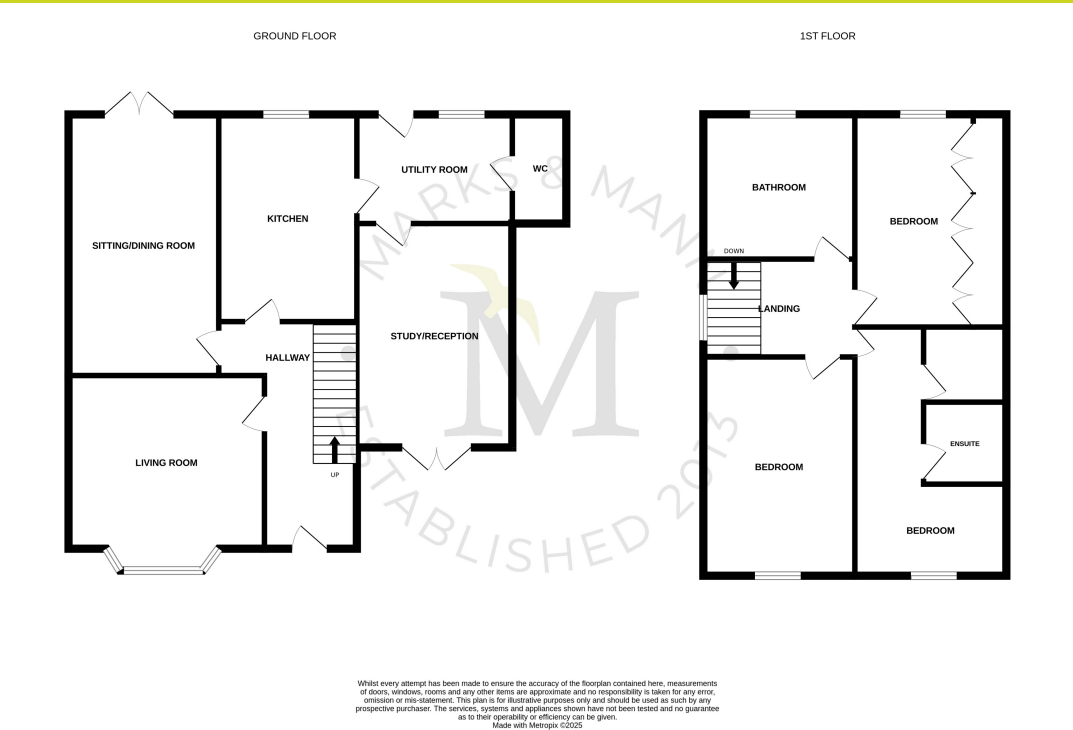 GROUND FLOOR
1ST FLOOR
SITTING/DINING ROOM
KITCHEN
UTILITY ROOM
WC
HALLWAY
STUDY/RECEPTION
LIVING ROOM
UP
BATHROOM
BEDROOM
DOWN
LANDING
BEDROOM
ENSUITE
BEDROOM
MARKS & MANN
M
ESTABLISHED 2013
Whilst every attempt has been made to ensure the accuracy of the floorplan contained here, measurements
of doors, windows, rooms and any other items are approximate and no responsibility is taken for any error,
omission or mis-statement. This plan is for illustrative purposes only and should be used as such by any
prospective purchaser. The services, systems and appliances shown have not been tested and no guarantee
as to their operability or efficiency can be given.
Made with Metropix ©2025